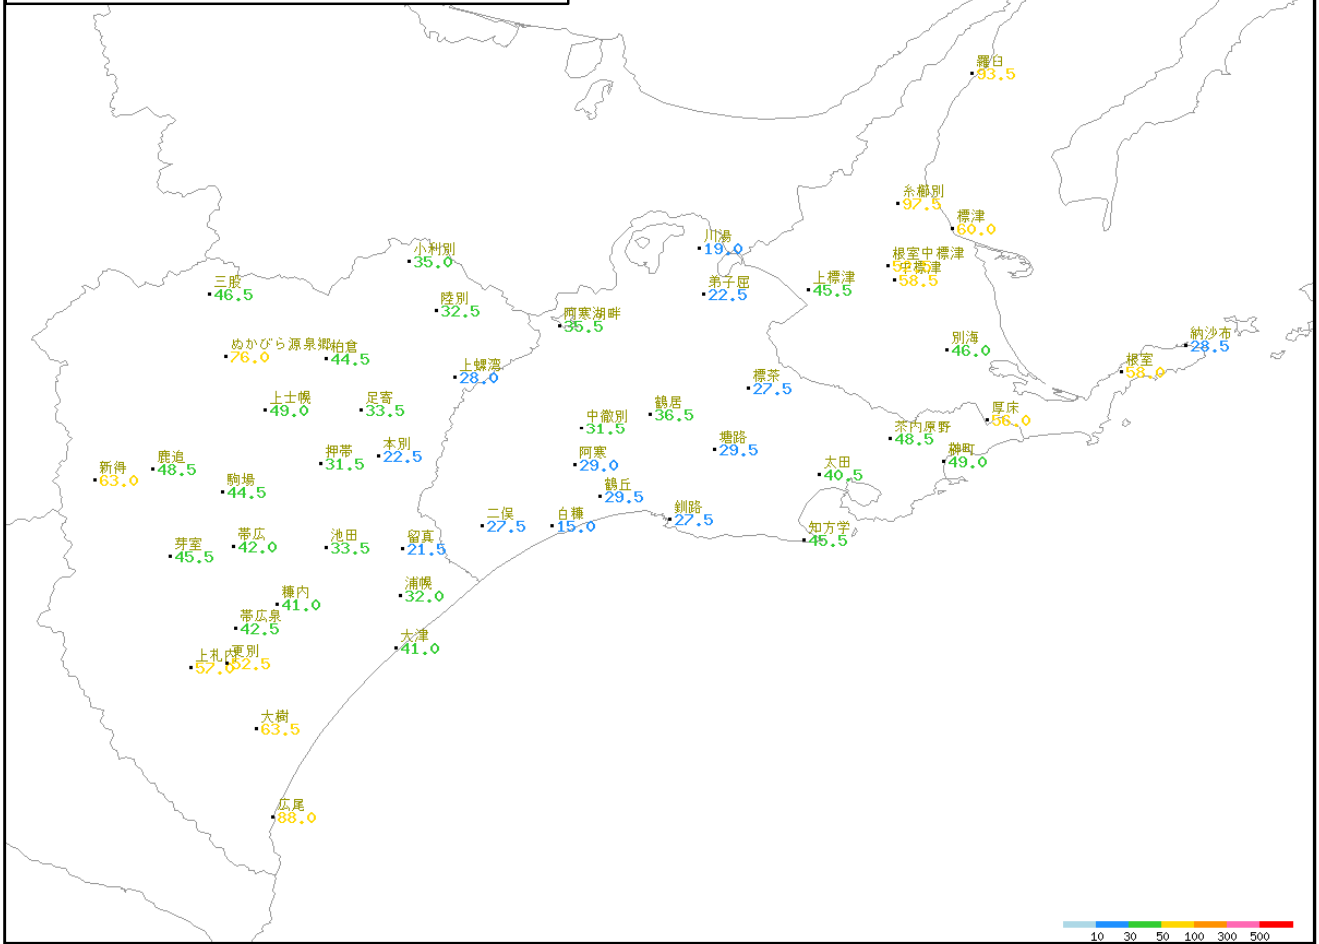 羅臼
93.5
糸櫛別
97.5
標津
60.0
川湯
19.0
小利別
35.0
根室中標津
中標津
58.5
三股
46.5
弟子屈
22.5
上標津
45.5
陸別
32.5
阿寒湖畔
35.5
ぬかびら源泉郷
76.0
柏倉
44.5
別海
46.0
納沙布
28.5
根室
58.0
上螺湾
28.0
標茶
27.5
上士幌
49.0
足寄
33.5
鶴居
36.5
厚床
56.0
中徹別
31.5
茶内原野
48.5
塘路
29.5
本別
22.5
押帯
31.5
榊町
49.0
鹿追
48.5
新得
63.0
阿寒
29.0
太田
40.5
駒場
44.5
鶴丘
29.5
釧路
27.5
二俣
27.5
白糠
15.0
知方学
45.5
帯広
42.0
池田
33.5
留真
21.5
芽室
45.5
浦幌
32.0
糠内
41.0
帯広泉
42.5
大津
41.0
上札内
57.0
更別
52.5
大樹
63.5
広尾
88.0
10 30 50 100 300 500